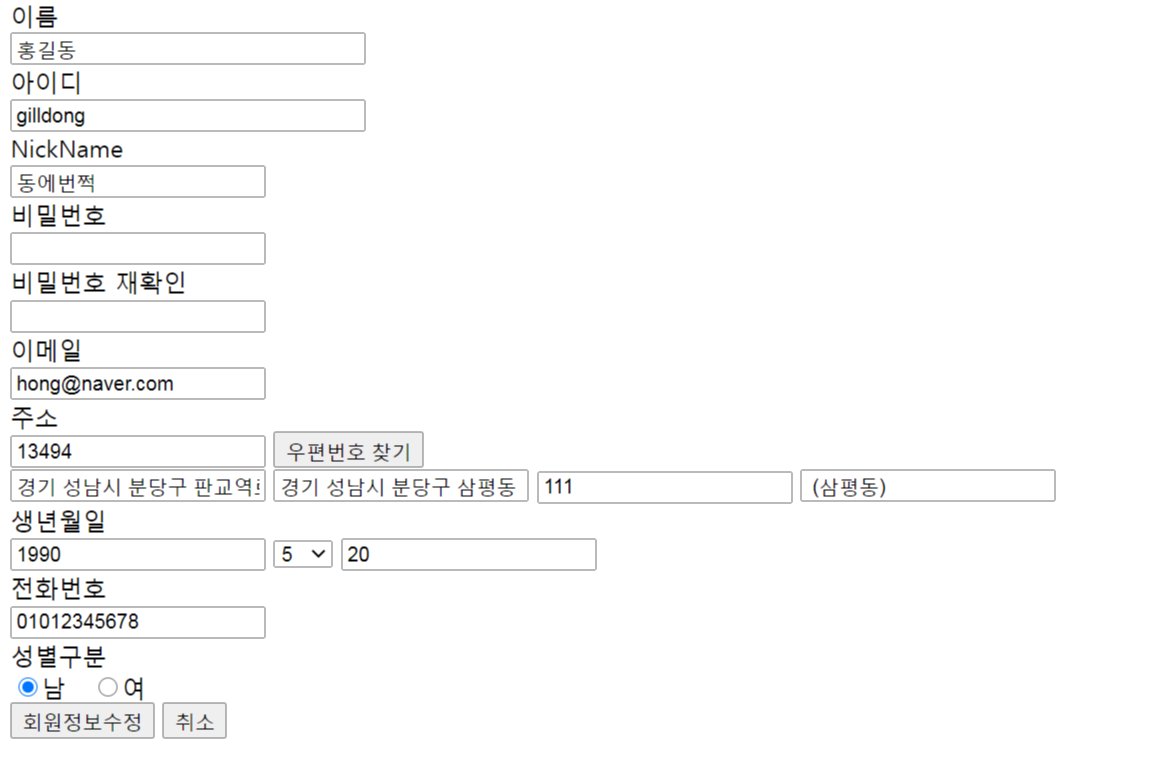 이름
홍길동
아이디
gilldong
NickName
동에번쩍
비밀번호
비밀번호 재확인
이메일
hong@naver.com
주소
13494 우편번호 찾기
경기 성남시 분당구 판교역로 경기 성남시 분당구 삼평동 111 (삼평동)
생년월일
1990 5 20
전화번호
01012345678
성별구분
남 여
회원정보수정 취소